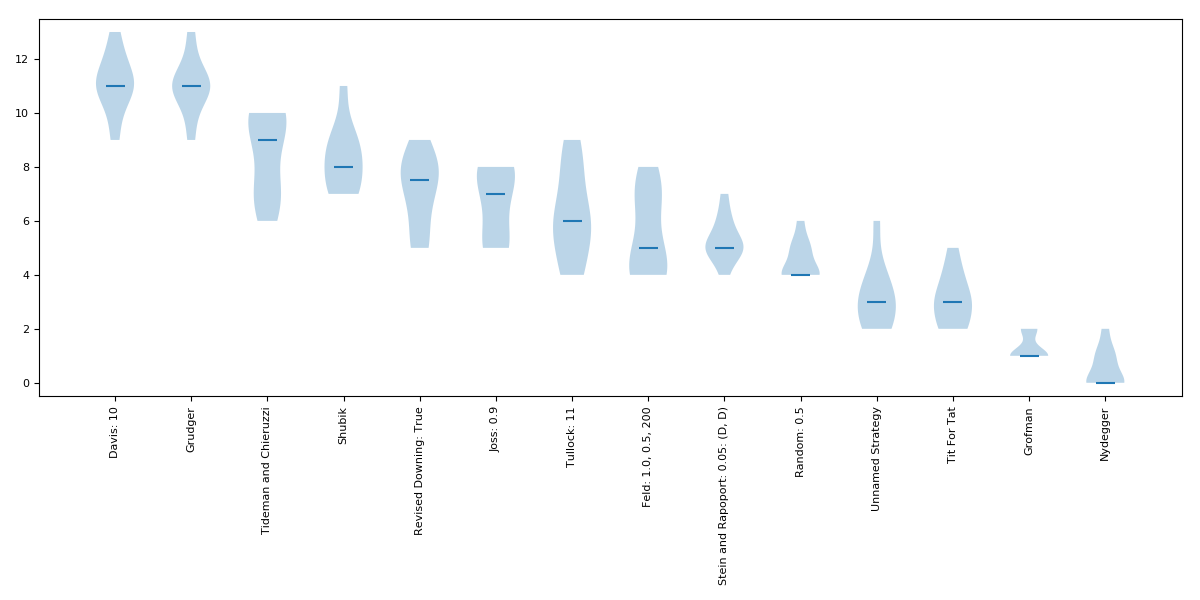 12
10
8
6
4
2
0
Davis: 10
Grudger
Tideman and Chieruzzi
Shubik
Revised Downing: True
Joss: 0.9
Tullock: 11
Feld: 1.0, 0.5, 200
Stein and Rapoport: 0.05: (D, D)
Random: 0.5
Unnamed Strategy
Tit For Tat
Grofman
Nydegger